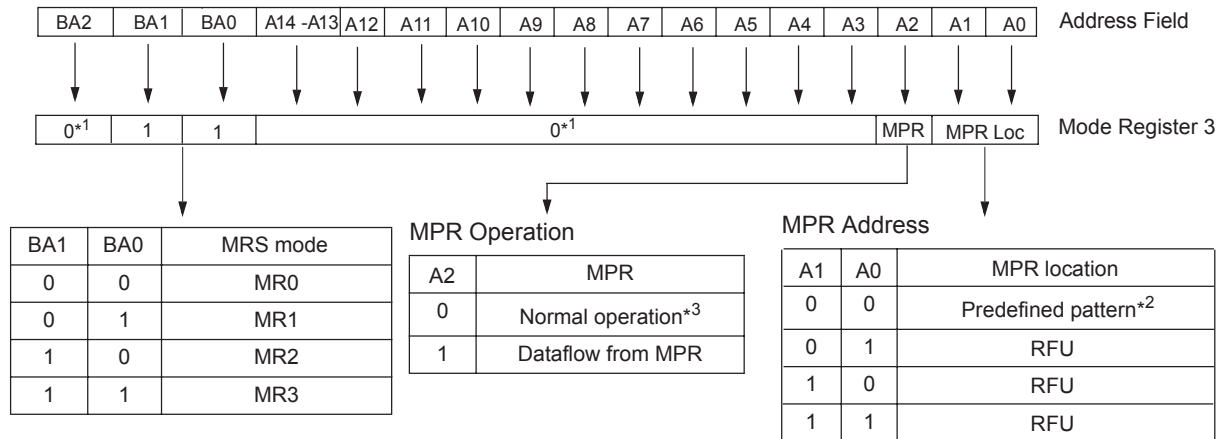 BA2 BA1 BA0 A14 -A13 A12 A11 A10 A9 A8 A7 A6 A5 A4 A3 A2 A1 A0 Address Field
0*1 1 1 0*1 MPR MPR Loc Mode Register 3
BA1 BA0 MRS mode
0 0 MR0
0 1 MR1
1 0 MR2
1 1 MR3
MPR Operation
A2 MPR
0 Normal operation*3
1 Dataflow from MPR
MPR Address
A1 A0 MPR location
0 0 Predefined pattern*2
0 1 RFU
1 0 RFU
1 1 RFU